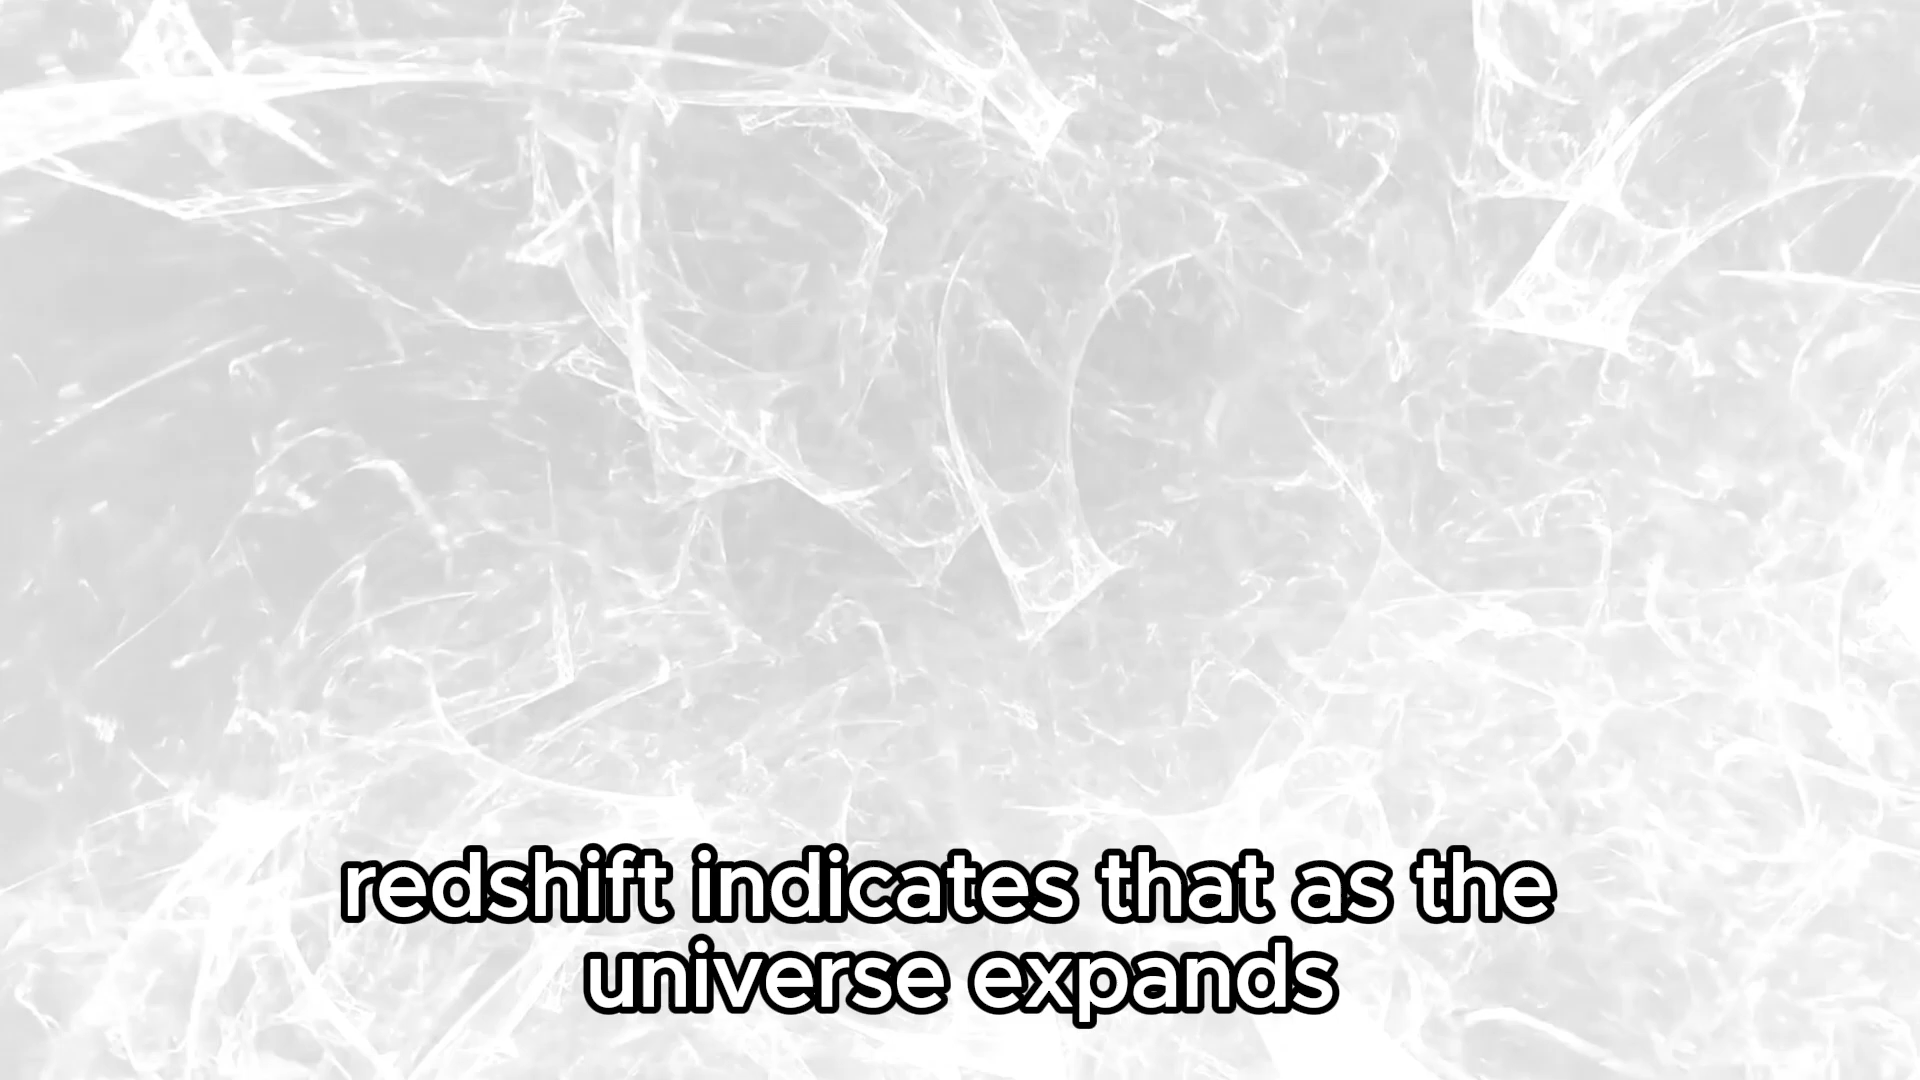 redshift indicates that as the
universe expands